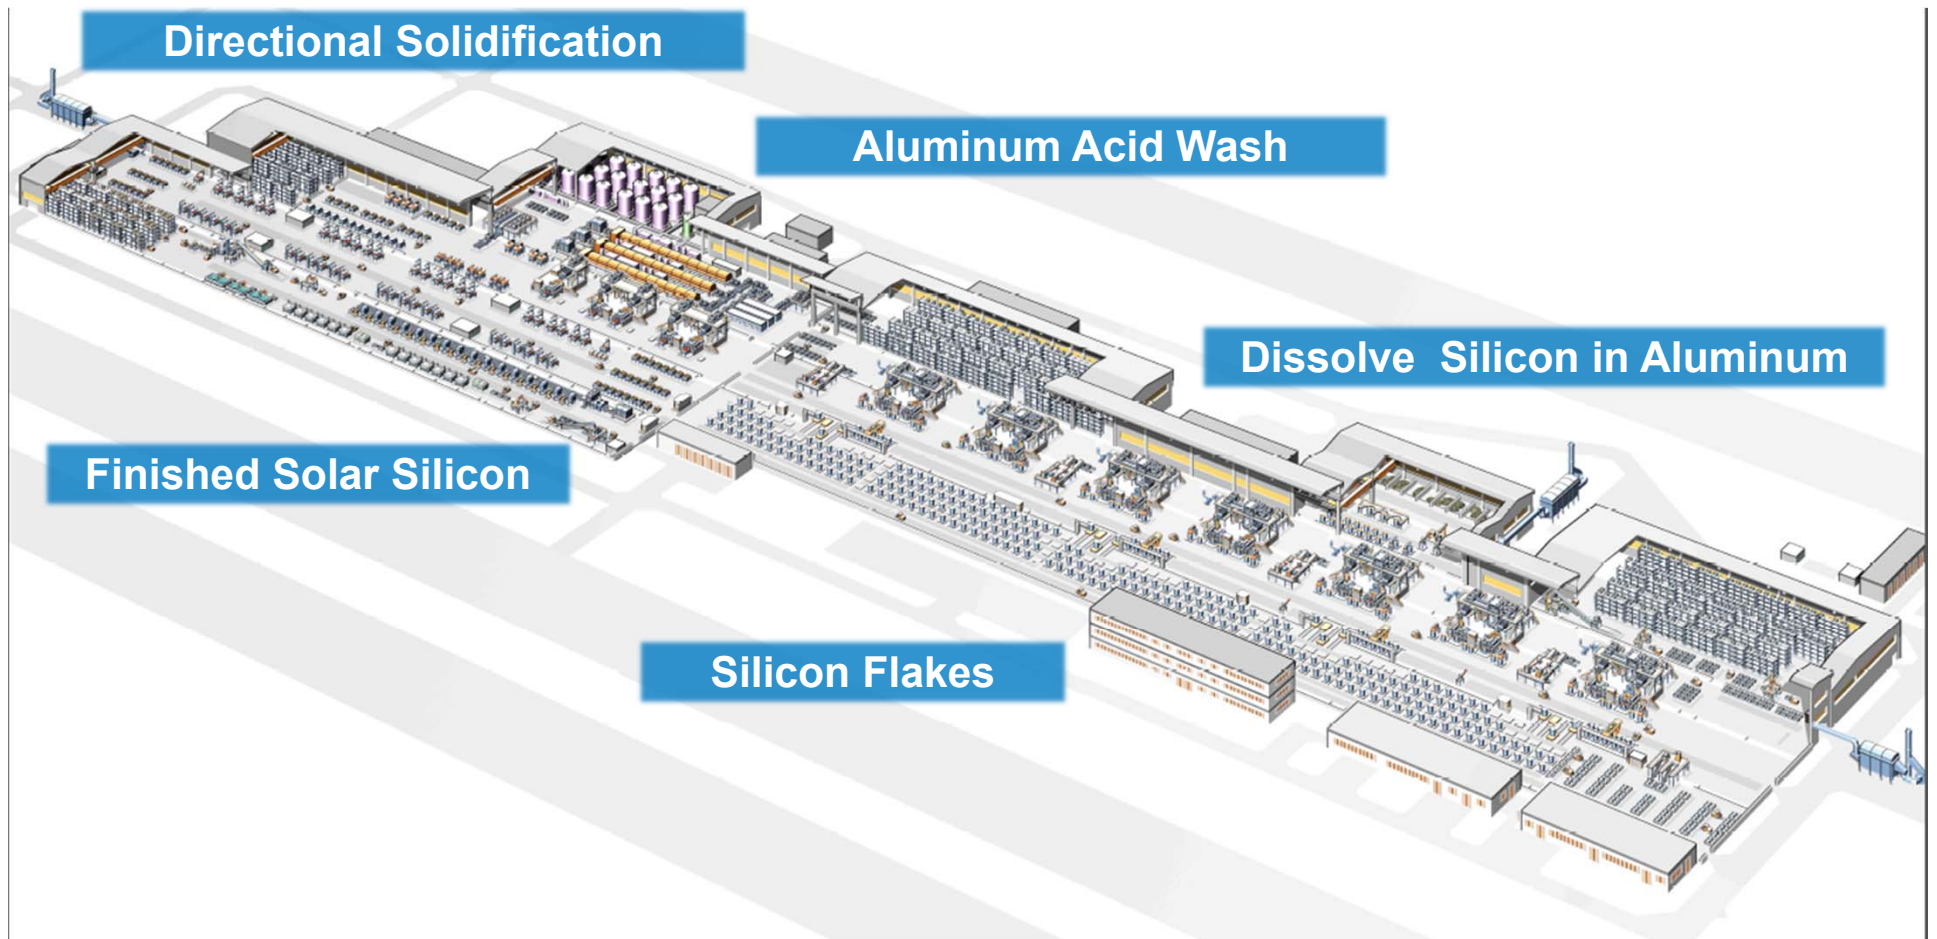 Directional Solidification
Aluminum Acid Wash
Dissolve  Silicon in Aluminum
Finished Solar Silicon
Silicon Flakes